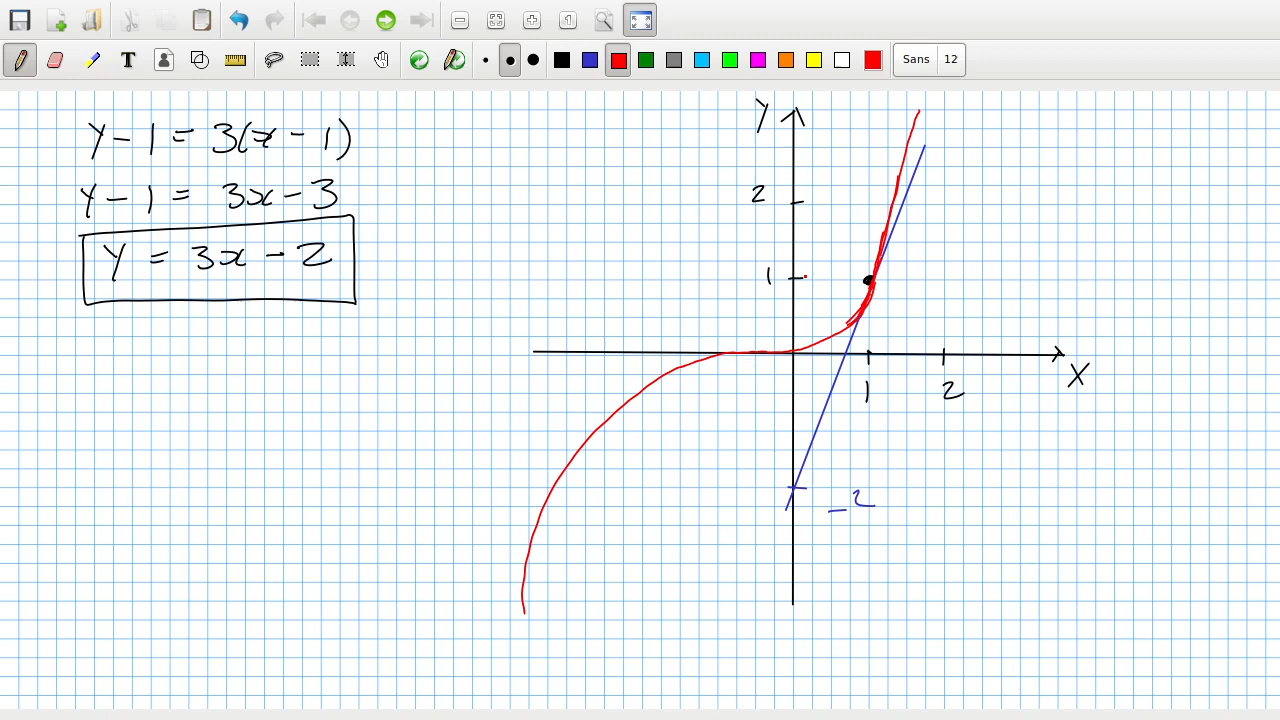 Sans 12
y - 1 = 3(x - 1)
y - 1 = 3x - 3
y = 3x - 2
y
2
1
x
1
2
-2